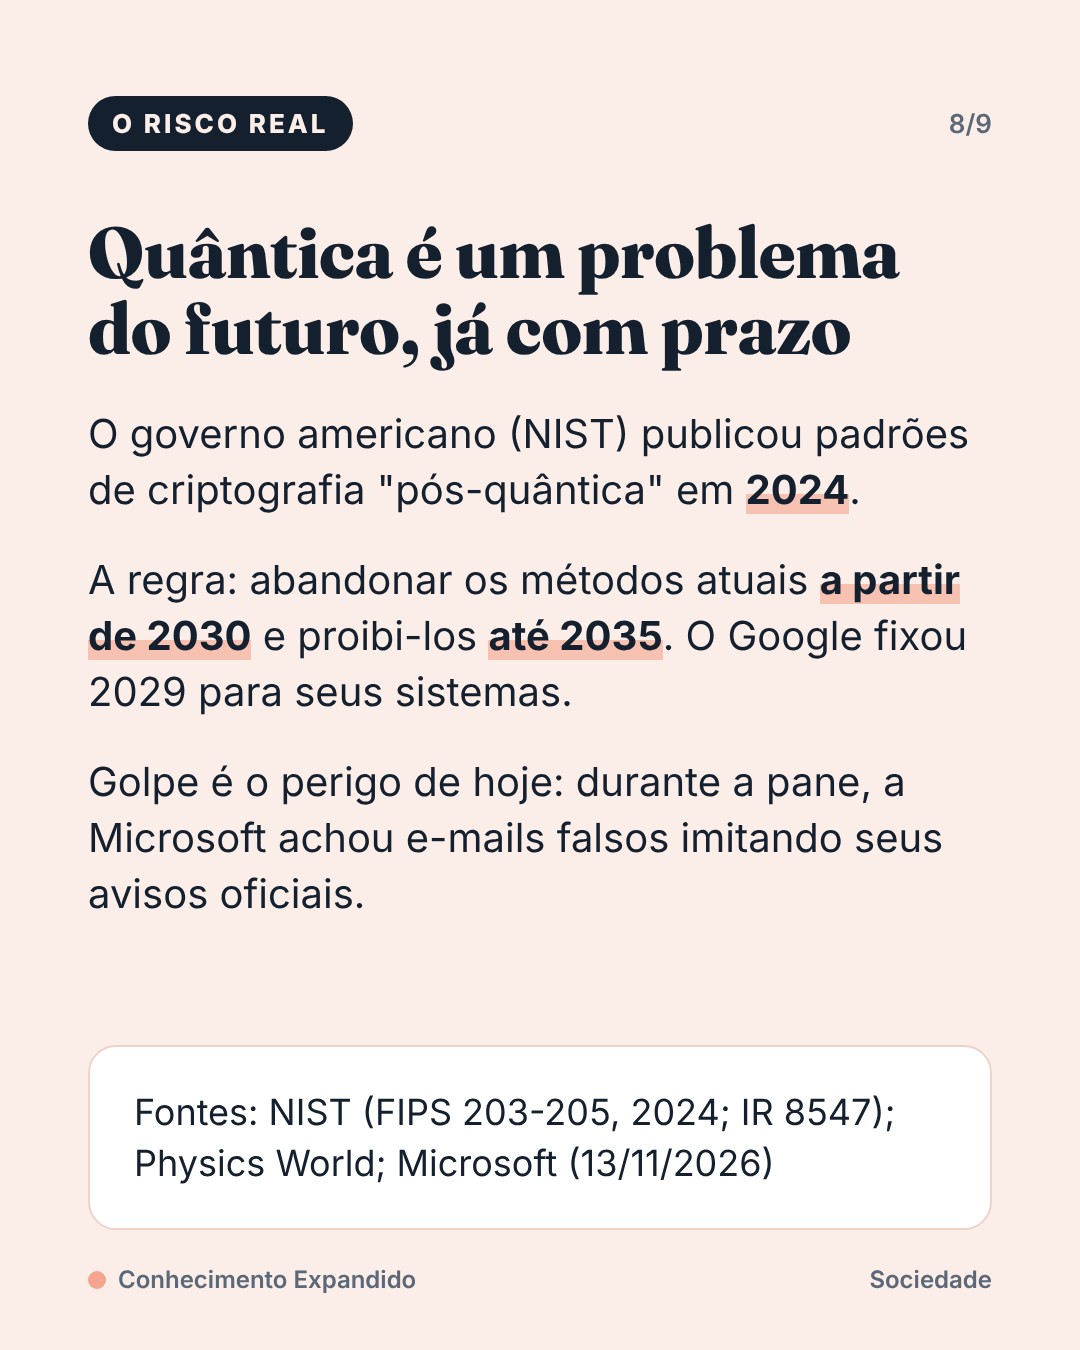 O RISCO REAL
8/9
Quântica é um problema
do futuro, já com prazo
O governo americano (NIST) publicou padrões
de criptografia "pós-quântica" em 2024.
A regra: abandonar os métodos atuais a partir
de 2030 e proibi-los até 2035. O Google fixou
2029 para seus sistemas.
Golpe é o perigo de hoje: durante a pane, a
Microsoft achou e-mails falsos imitando seus
avisos oficiais.
Fontes: NIST (FIPS 203-205, 2024; IR 8547);
Physics World; Microsoft (13/11/2026)
Conhecimento Expandido
Sociedade